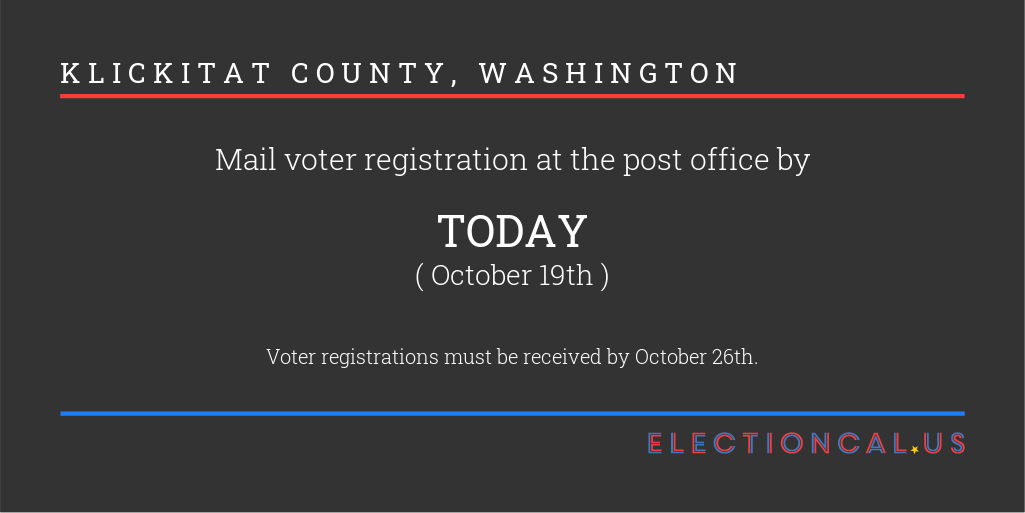 KLICKITAT COUNTY, WASHINGTON
Mail voter registration at the post office by
TODAY
( October 19th )
Voter registrations must be received by October 26th.
ELECTIONCAL.US